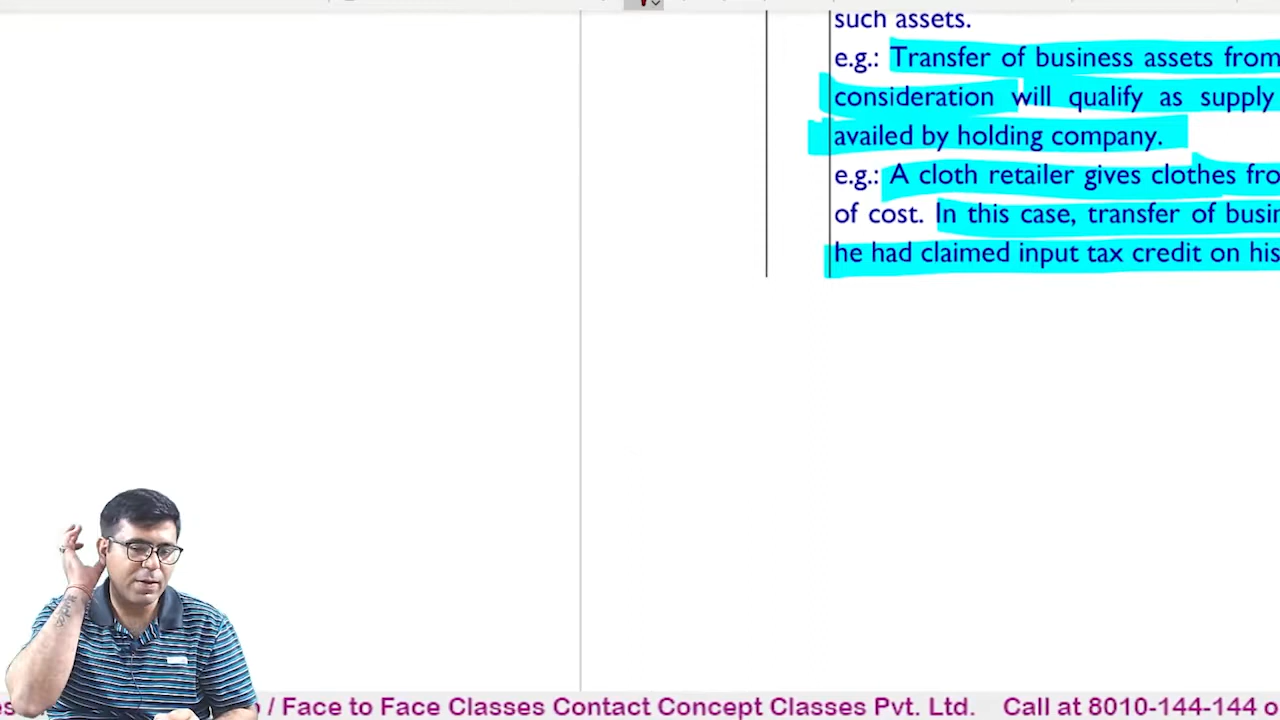 such assets.
e.g.: Transfer of business assets from
consideration will qualify as supply
availed by holding company.
e.g.: A cloth retailer gives clothes fro
of cost. In this case, transfer of busin
he had claimed input tax credit on his
/ Face to Face Classes Contact Concept Classes Pvt. Ltd. Call at 8010-144-144 o